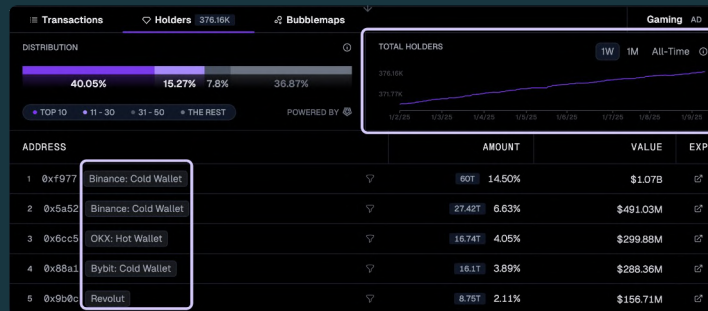 Transactions Holders 376.16K Bubblemaps Gaming AD
DISTRIBUTION
40.05% 15.27% 7.8% 36.87%
TOP 10 11 - 30 31 - 50 THE REST POWERED BY
TOTAL HOLDERS 1W 1M All-Time
376.16K
371.77K
1/2/25 1/3/25 1/4/25 1/5/25 1/6/25 1/7/25 1/8/25 1/9/25
ADDRESS AMOUNT VALUE EXP
1 0xf977 Binance: Cold Wallet 60T 14.50% $1.07B
2 0x5a52 Binance: Cold Wallet 27.42T 6.63% $491.03M
3 0x6cc5 OKX: Hot Wallet 16.74T 4.05% $299.88M
4 0x88a1 Bybit: Cold Wallet 16.1T 3.89% $288.36M
5 0x9b0c Revolut 8.75T 2.11% $156.71M